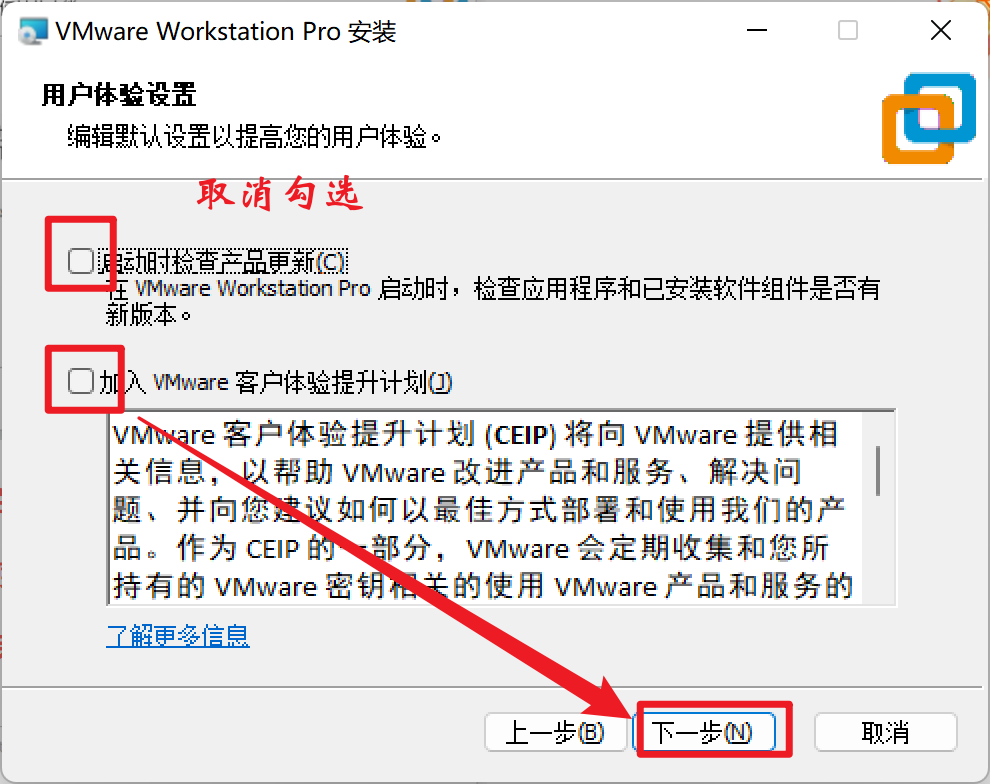 VMware Workstation Pro 安装
用户体验设置
编辑默认设置以提高您的用户体验。
取消勾选
启动时检查产品更新(C)
在 VMware Workstation Pro 启动时，检查应用程序和已安装软件组件是否有
新版本。
加入 VMware 客户体验提升计划(J)
VMware 客户体验提升计划 (CEIP) 将向 VMware 提供相
关信息，以帮助 VMware 改进产品和服务、解决问
题、并向您建议如何以最佳方式部署和使用我们的产
品。作为 CEIP 的一部分，VMware 会定期收集和您所
持有的 VMware 密钥相关的使用 VMware 产品和服务的
了解更多信息
上一步(B)
下一步(N)
取消